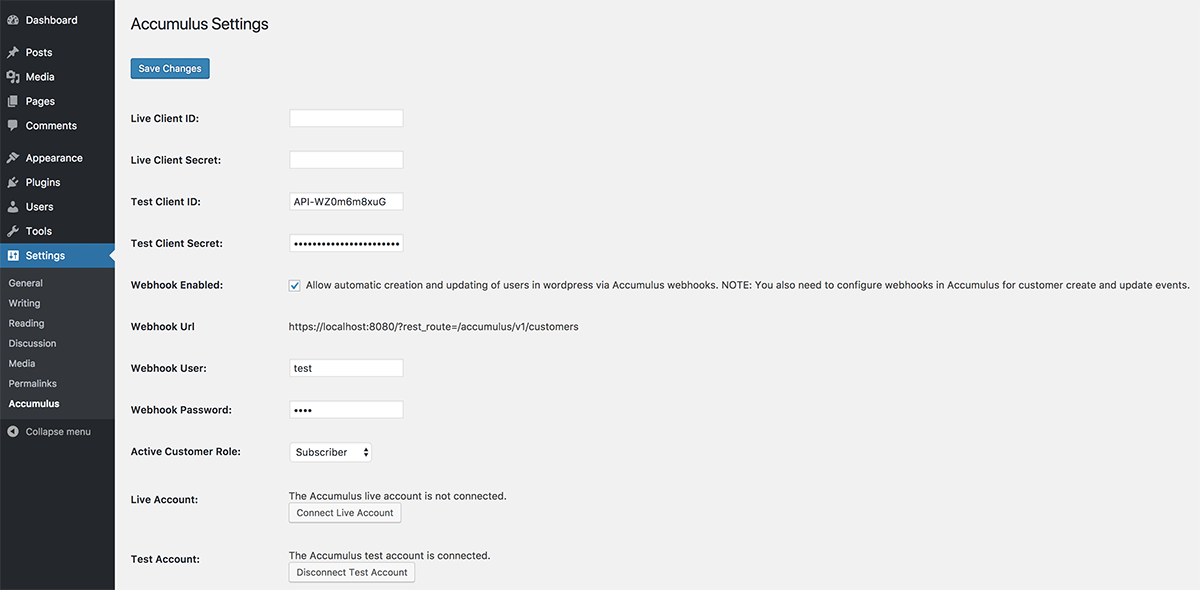 Dashboard
Posts
Media
Pages
Comments
Appearance
Plugins
Users
Tools
Settings
General
Writing
Reading
Discussion
Media
Permalinks
Accumulus
Collapse menu
Accumulus Settings
Save Changes
Live Client ID:
Live Client Secret:
Test Client ID: API-WZ0m6m8xuG
Test Client Secret: •••••••••••••••••••••••
Webhook Enabled: Allow automatic creation and updating of users in wordpress via Accumulus webhooks. NOTE: You also need to configure webhooks in Accumulus for customer create and update events.
Webhook Url https://localhost:8080/?rest_route=/accumulus/v1/customers
Webhook User: test
Webhook Password: ••••
Active Customer Role: Subscriber
Live Account: The Accumulus live account is not connected.
Connect Live Account
Test Account: The Accumulus test account is connected.
Disconnect Test Account